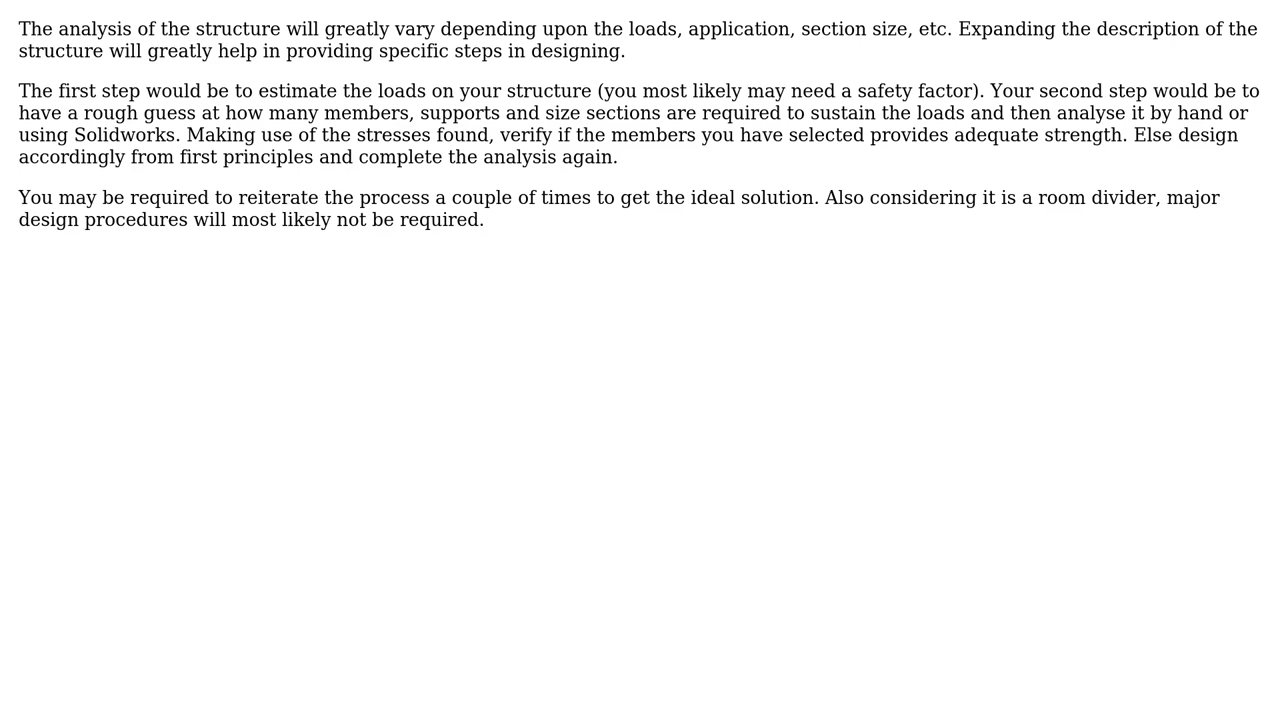 The analysis of the structure will greatly vary depending upon the loads, application, section size, etc. Expanding the description of the
structure will greatly help in providing specific steps in designing.
The first step would be to estimate the loads on your structure (you most likely may need a safety factor). Your second step would be to
have a rough guess at how many members, supports and size sections are required to sustain the loads and then analyse it by hand or
using Solidworks. Making use of the stresses found, verify if the members you have selected provides adequate strength. Else design
accordingly from first principles and complete the analysis again.
You may be required to reiterate the process a couple of times to get the ideal solution. Also considering it is a room divider, major
design procedures will most likely not be required.